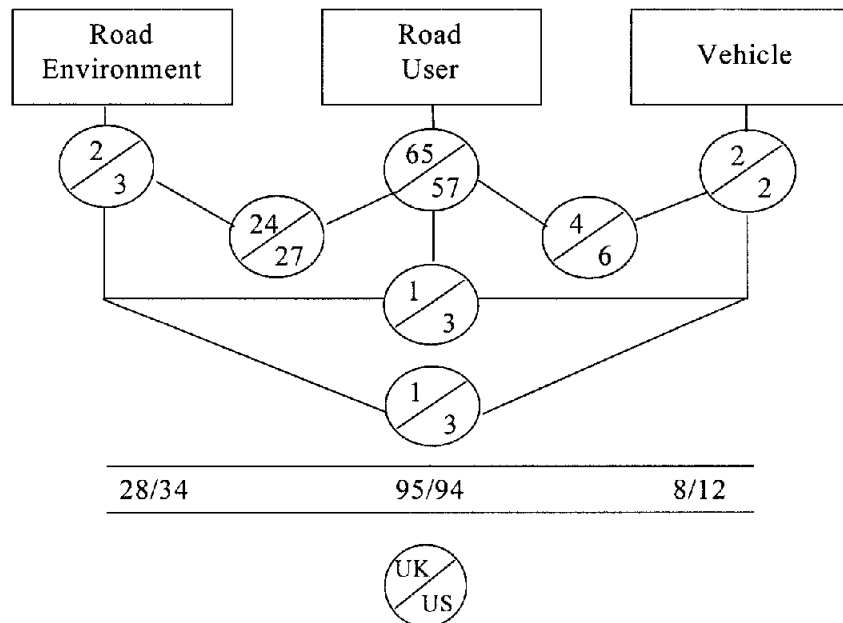 Road
Environment
Road
User
Vehicle
2
3
65
57
2
2
24
27
4
6
1
3
1
3
28/34
95/94
8/12
UK
US